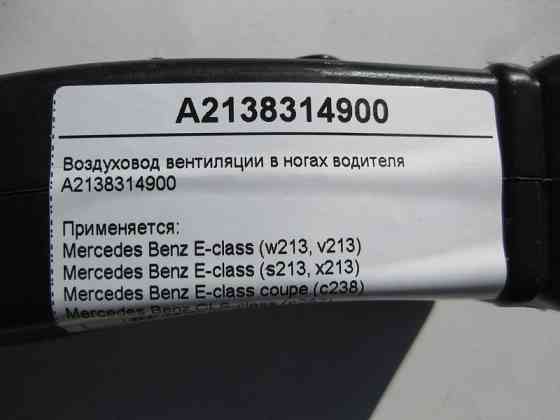 A2138314900
Воздуховод вентиляции в ногах водителя
A2138314900
Применяется:
Mercedes Benz E-class (w213, v213)
Mercedes Benz E-class (s213, x213)
Mercedes Benz E-class coupe (c238)
Mercedes Benz